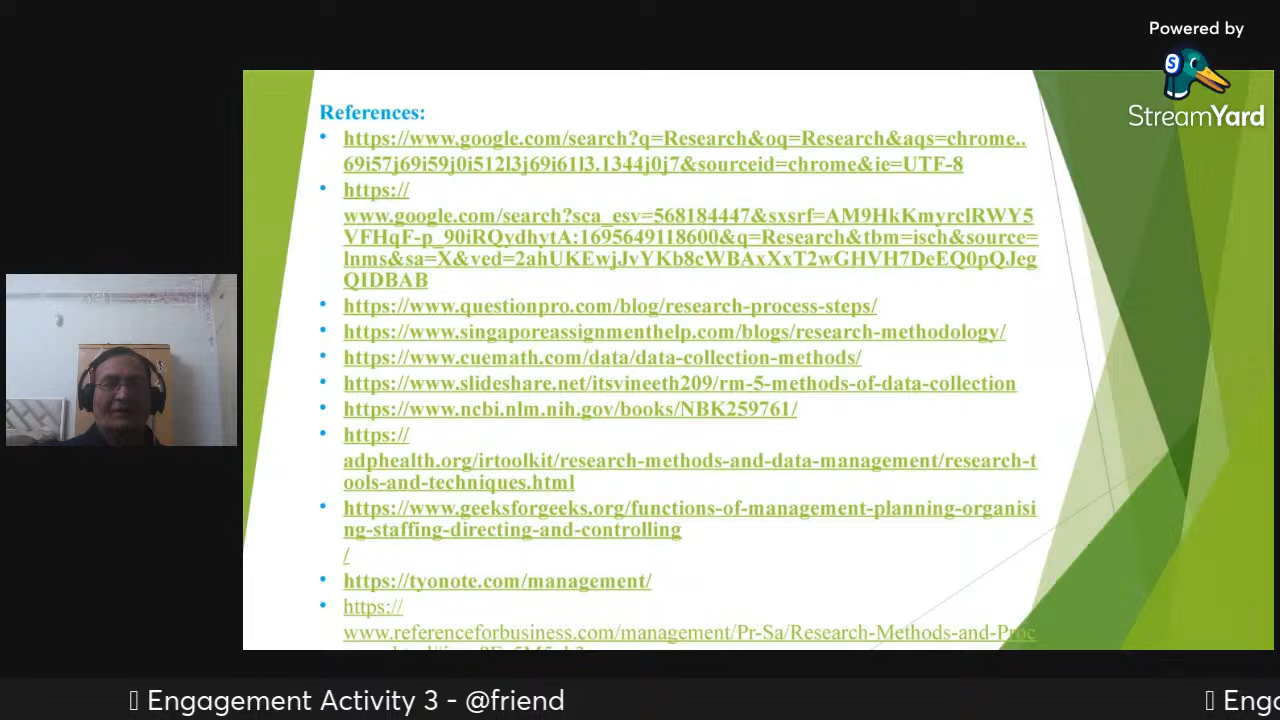 Powered by
StreamYard
References:
https://www.google.com/search?q=Research&oq=Research&aqs=chrome..
69i57j69i59j0i512l3j69i61l3.1344j0j7&sourceid=chrome&ie=UTF-8
https://
www.google.com/search?sca_esv=568184447&sxsrf=AM9HkKmyrclRWY5
VFHqF-p_90iRQydhytA:1695649118600&q=Research&tbm=isch&source=
lnms&sa=X&ved=2ahUKEwjJvYKb8cWBAxXxT2wGHVH7DeEQ0pQJeg
QIDBAB
https://www.questionpro.com/blog/research-process-steps/
https://www.singaporeassignmenthelp.com/blogs/research-methodology/
https://www.cuemath.com/data/data-collection-methods/
https://www.slideshare.net/itsvineeth209/rm-5-methods-of-data-collection
https://www.ncbi.nlm.nih.gov/books/NBK259761/
https://
adphealth.org/irtoolkit/research-methods-and-data-management/research-t
ools-and-techniques.html
https://www.geeksforgeeks.org/functions-of-management-planning-organisi
ng-staffing-directing-and-controlling
/
https://tyonote.com/management/
https://
www.referenceforbusiness.com/management/Pr-Sa/Research-Methods-and-Proc
Engagement Activity 3 - @friend
Enga